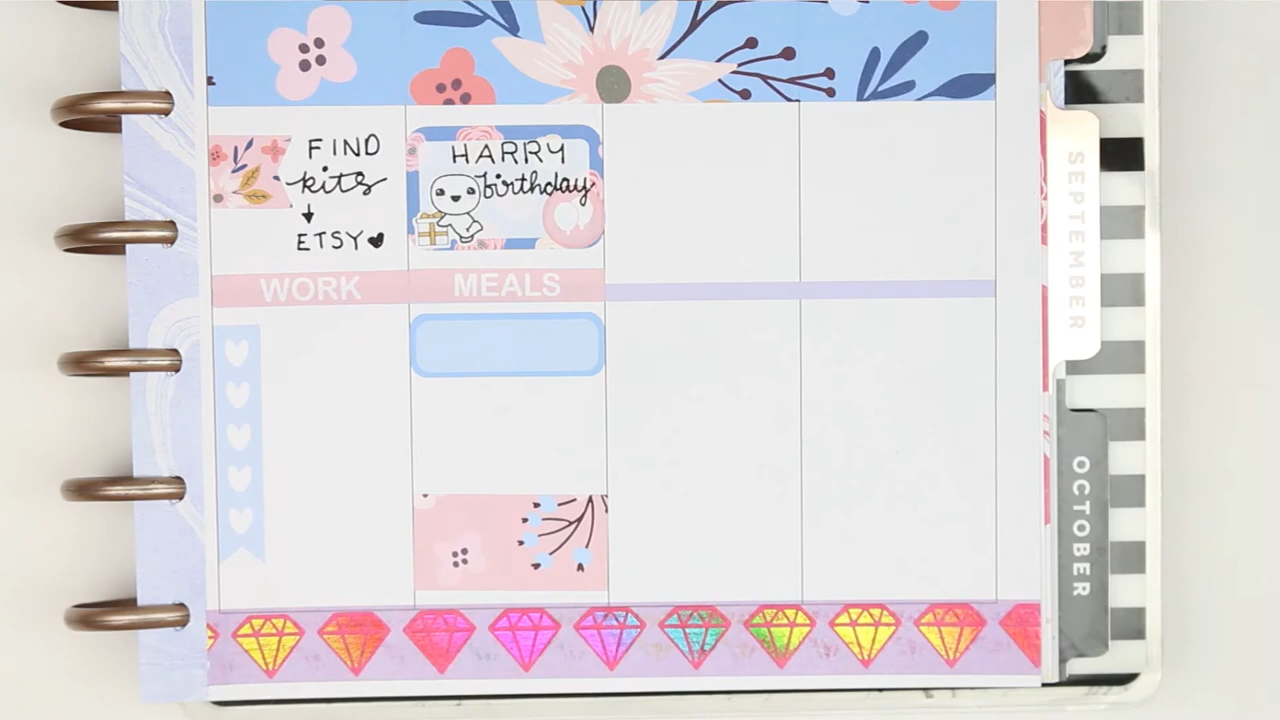 FIND
kits
ETSY
HARRY
birthday
WORK
MEALS
SEPTEMBER
OCTOBER